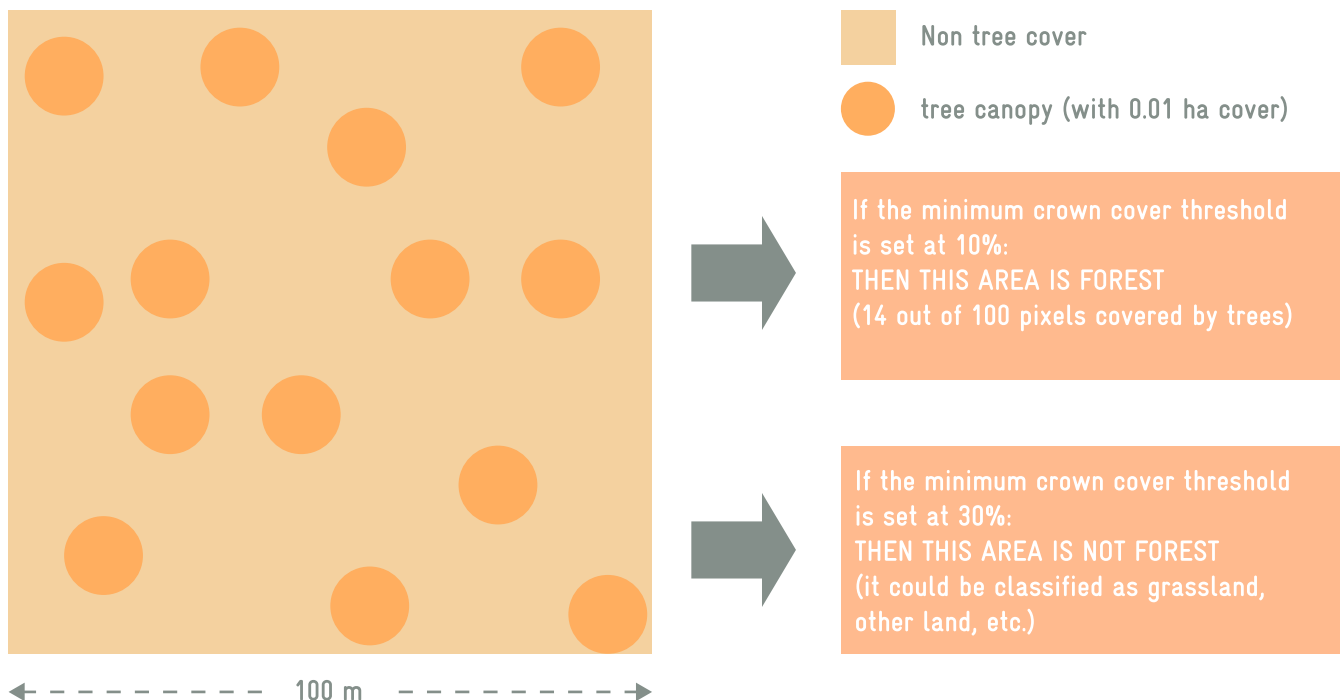 Non tree cover
tree canopy (with 0.01 ha cover)
If the minimum crown cover threshold
is set at 10%:
THEN THIS AREA IS FOREST
(14 out of 100 pixels covered by trees)
If the minimum crown cover threshold
is set at 30%:
THEN THIS AREA IS NOT FOREST
(it could be classified as grassland,
other land, etc.)
100 m